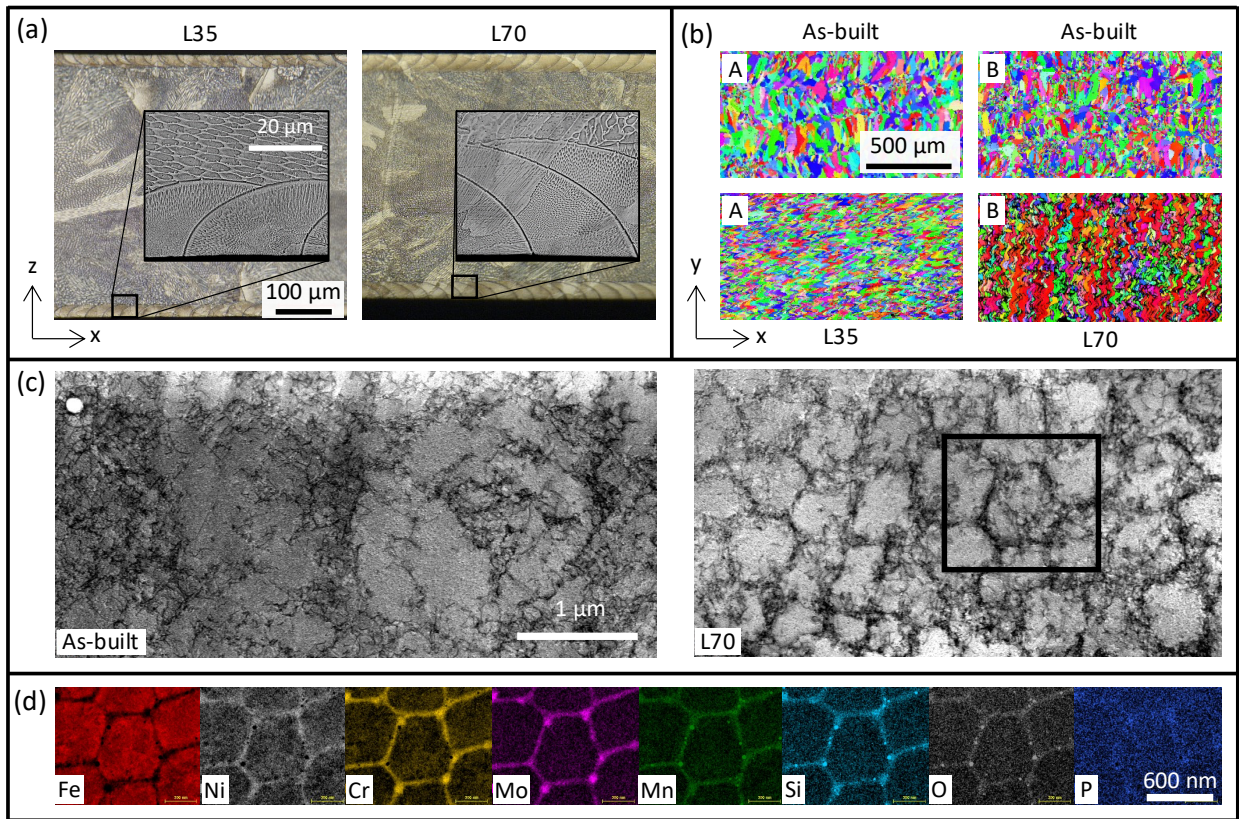 (a)
L35
L70
20 µm
100 µm
z
x
(b)
As-built
As-built
A
B
500 µm
A
B
y
x
L35
L70
(c)
1 µm
As-built
L70
(d)
Fe
Ni
Cr
Mo
Mn
Si
O
P
600 nm